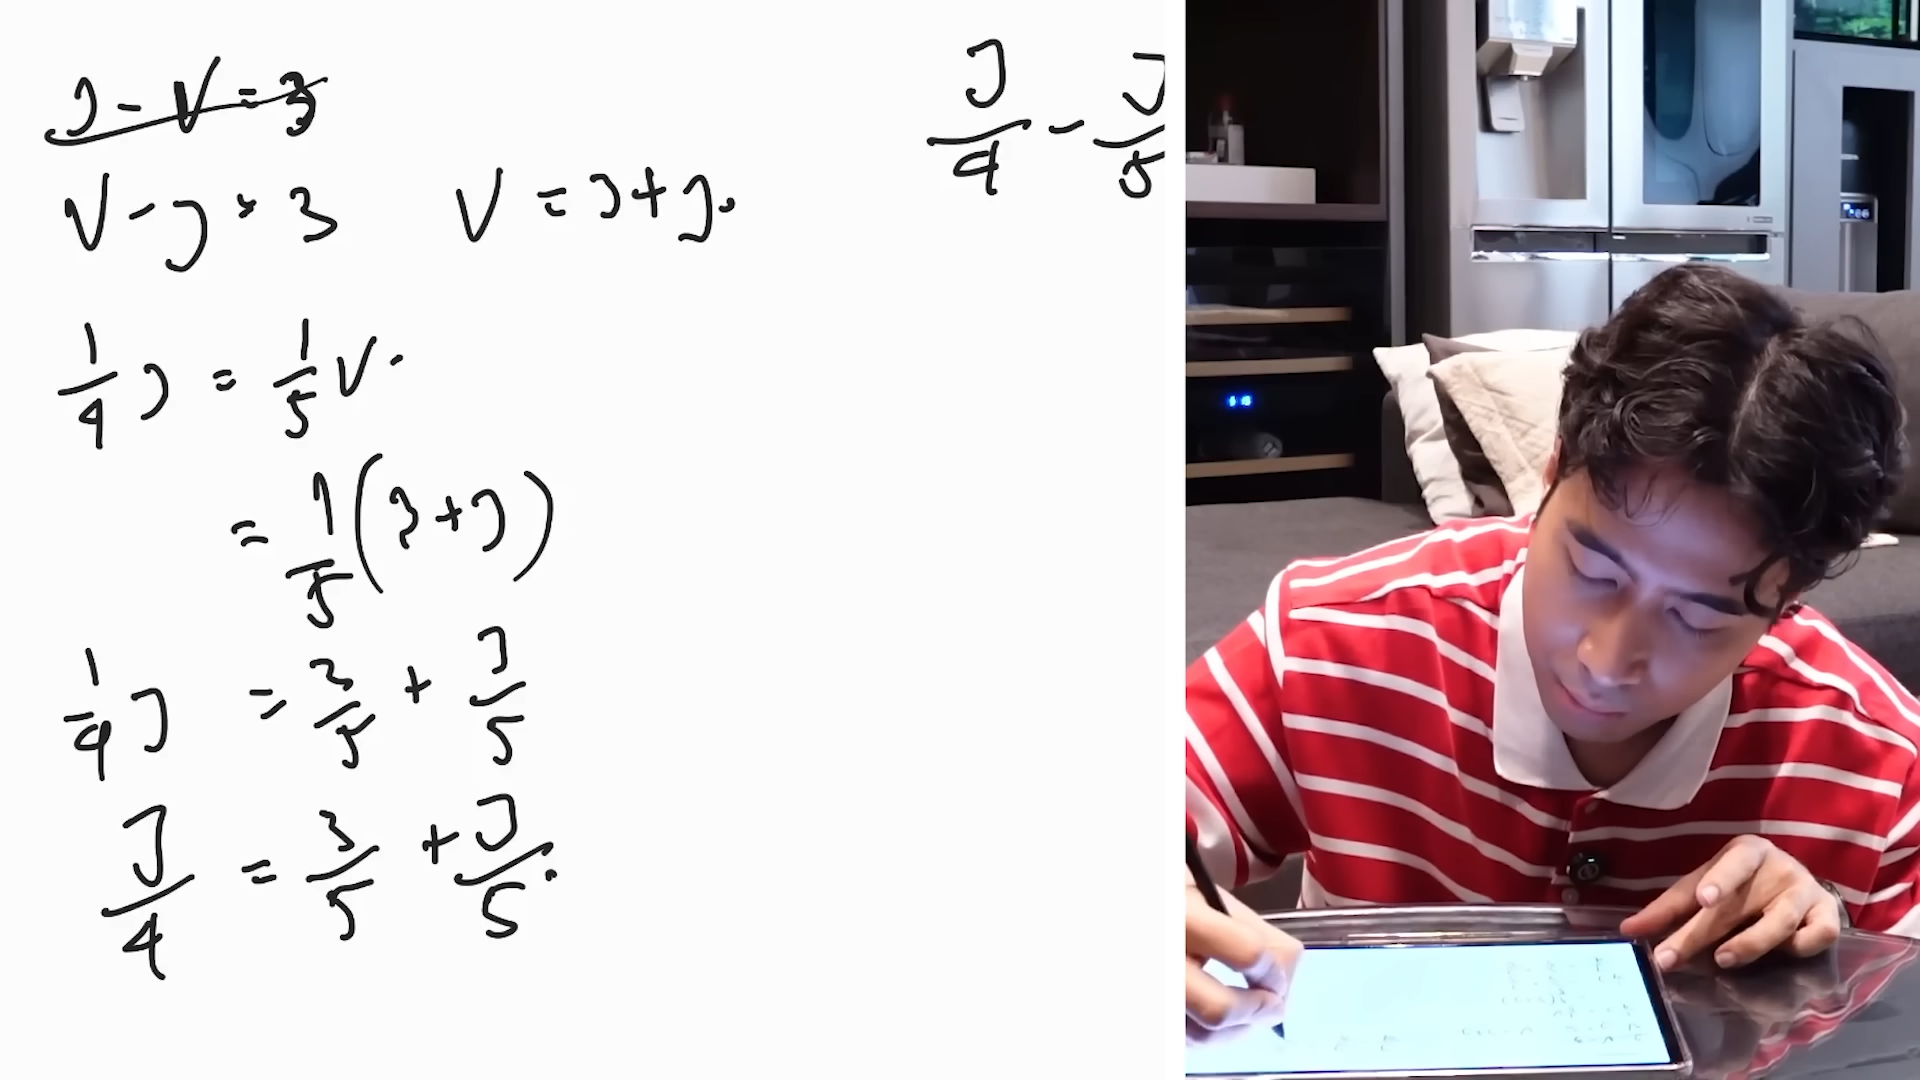 J - V = 3
V - J = 3
V = 3 + J.
1/4 J = 1/5 V.
= 1/5 (3 + J)
1/4 J = 3/5 + J/5
J/4 = 3/5 + J/5.
J/4 - J/5